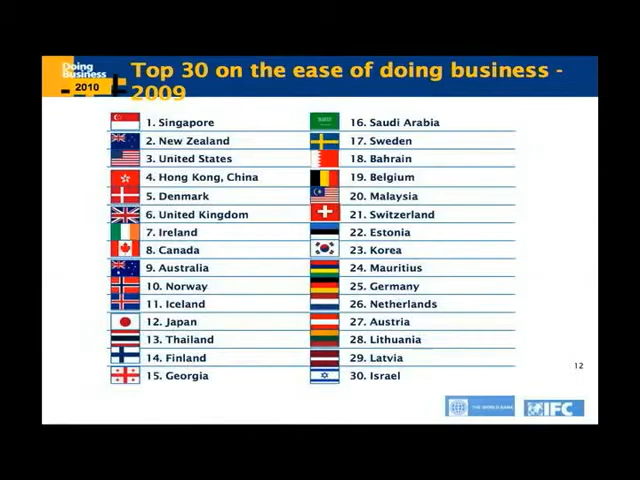 Doing
Business
2010
Top 30 on the ease of doing business -
2009
1. Singapore
2. New Zealand
3. United States
4. Hong Kong, China
5. Denmark
6. United Kingdom
7. Ireland
8. Canada
9. Australia
10. Norway
11. Iceland
12. Japan
13. Thailand
14. Finland
15. Georgia
16. Saudi Arabia
17. Sweden
18. Bahrain
19. Belgium
20. Malaysia
21. Switzerland
22. Estonia
23. Korea
24. Mauritius
25. Germany
26. Netherlands
27. Austria
28. Lithuania
29. Latvia
30. Israel
12
THE WORLD BANK
IFC